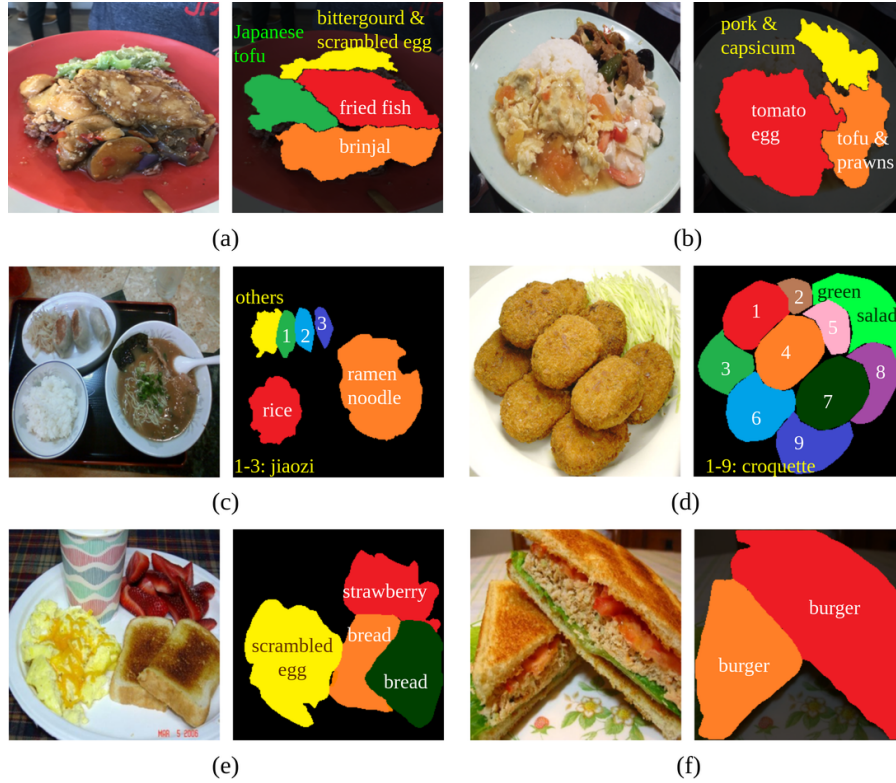 Japanese
tofu
bittergourd &
scrambled egg
fried fish
brinjal
(a)
pork &
capsicum
tomato
egg
tofu &
prawns
(b)
others
1
2
3
rice
ramen
noodle
1-3: jiaozi
(c)
1
2
green
salad
3
4
5
6
7
8
9
1-9: croquette
(d)
strawberry
scrambled
egg
bread
bread
MAR 5 2006
(e)
burger
burger
(f)